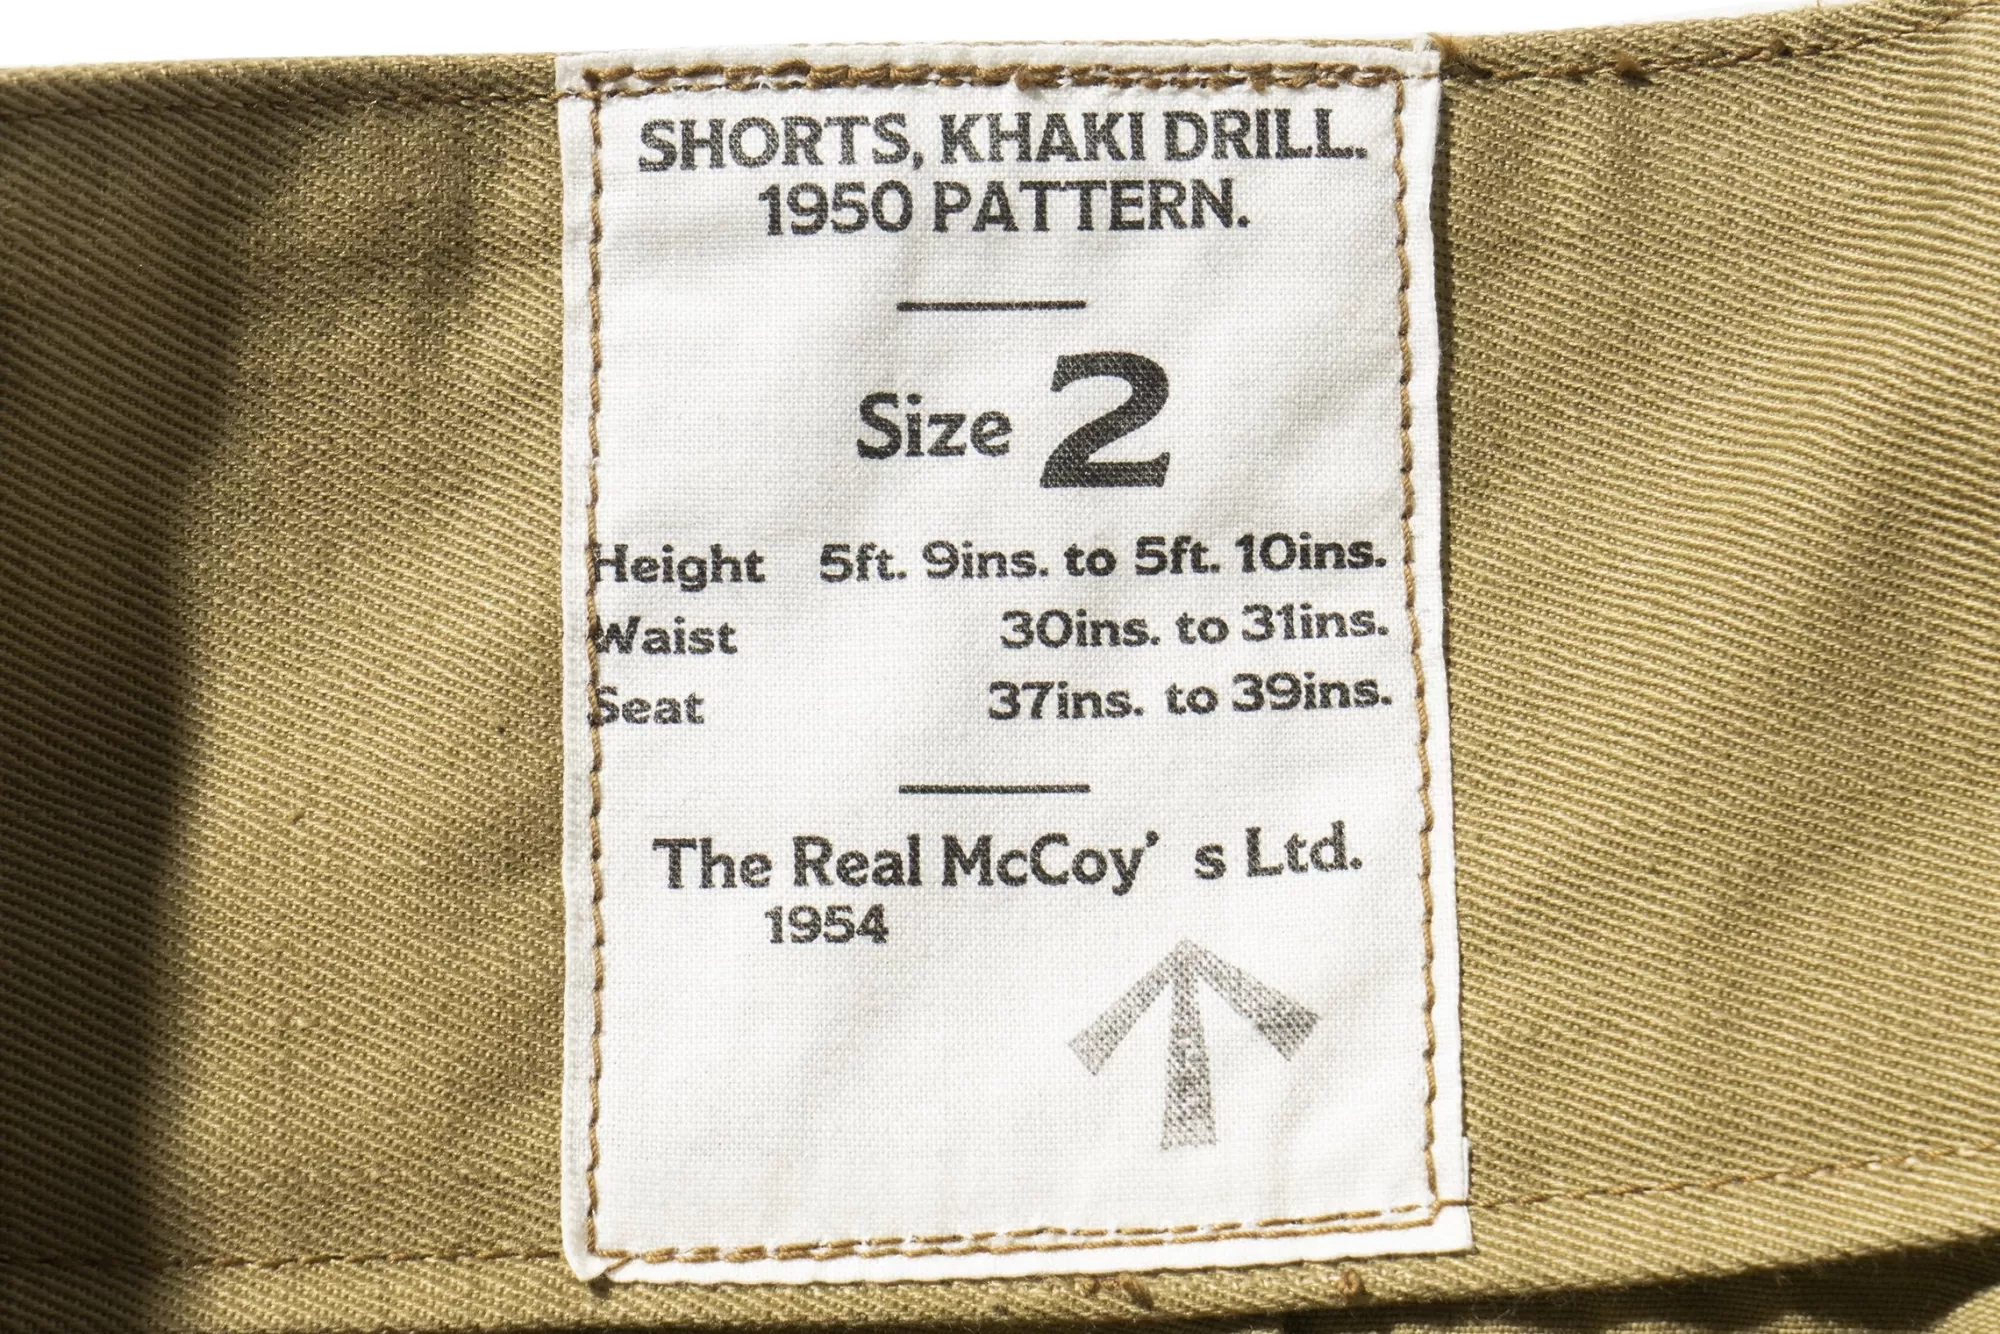 SHORTS, KHAKI DRILL.
1950 PATTERN.
Size 2
Height 5ft. 9ins. to 5ft. 10ins.
Waist 30ins. to 31ins.
Seat 37ins. to 39ins.
The Real McCoy's Ltd.
1954